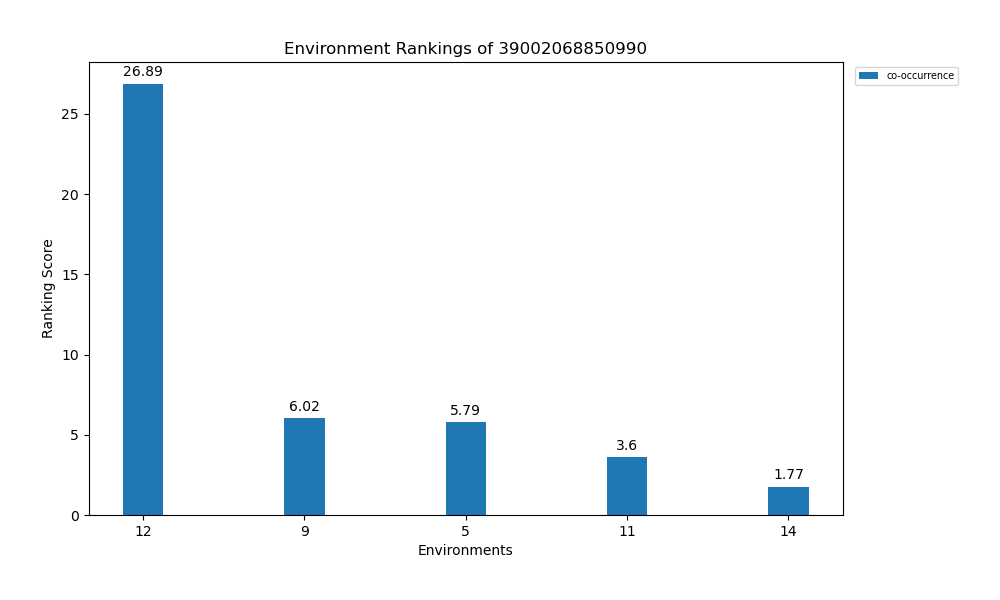 Environment Rankings of 39002068850990
co-occurrence
Ranking Score
25
20
15
10
5
0
26.89
6.02
5.79
3.6
1.77
12 9 5 11 14
Environments